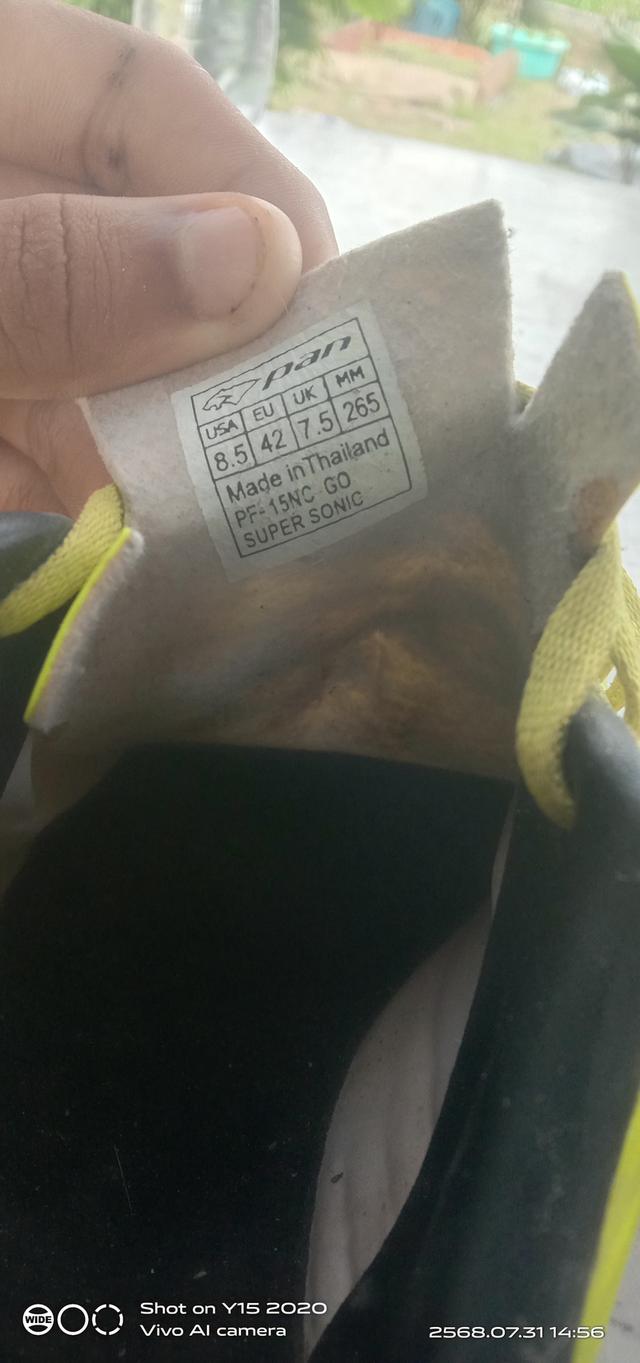 pan
USA EU UK MM
8.5 42 7.5 265
Made in Thailand
PF-15NC GO
SUPER SONIC
WIDE
Shot on Y15 2020
Vivo AI camera
2568.07.31 14:56